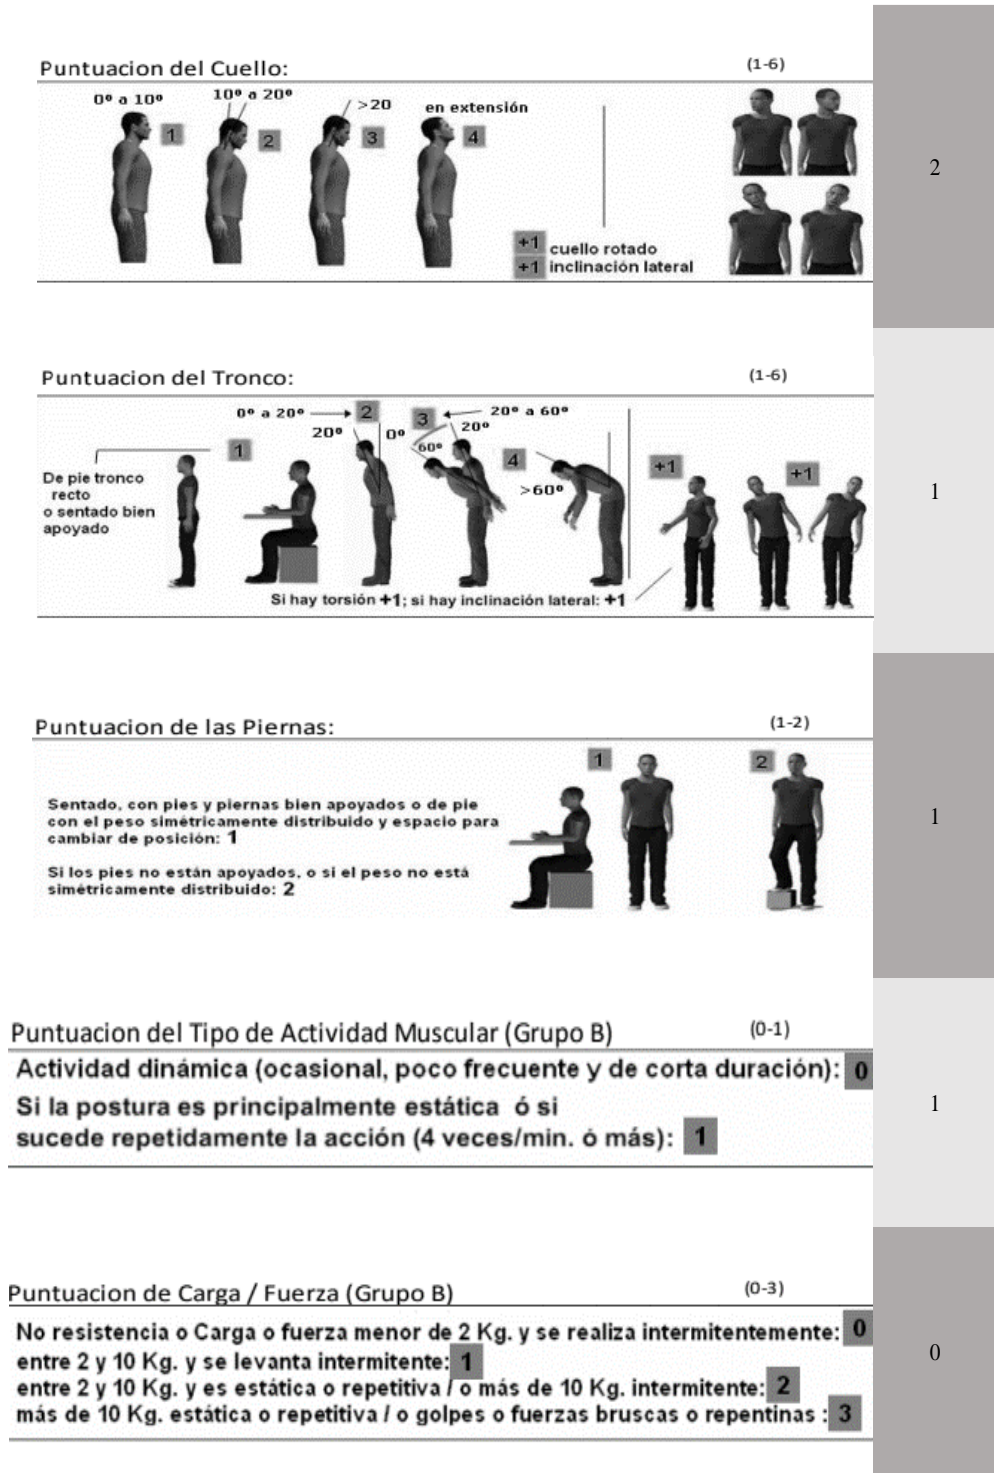 Puntuacion del Cuello: (1-6)
0º a 10º 10º a 20º >20 en extensión
1 2 3 4
2
+1 cuello rotado
+1 inclinación lateral
Puntuacion del Tronco: (1-6)
0º a 20º 2 3 20º a 60º
20º 0º 60º 20º
1
4
>60º
+1 +1
De pie tronco
recto
o sentado bien
apoyado
1
Si hay torsión +1; si hay inclinación lateral: +1
Puntuacion de las Piernas: (1-2)
1 2
Sentado, con pies y piernas bien apoyados o de pie
con el peso simétricamente distribuido y espacio para
cambiar de posición: 1
1
Si los pies no están apoyados, o si el peso no está
simétricamente distribuido: 2
Puntuacion del Tipo de Actividad Muscular (Grupo B) (0-1)
Actividad dinámica (ocasional, poco frecuente y de corta duración): 0
Si la postura es principalmente estática ó si
sucede repetidamente la acción (4 veces/min. ó más): 1
1
Puntuacion de Carga / Fuerza (Grupo B) (0-3)
No resistencia o Carga o fuerza menor de 2 Kg. y se realiza intermitentemente: 0
entre 2 y 10 Kg. y se levanta intermitente: 1
0
entre 2 y 10 Kg. y es estática o repetitiva / o más de 10 Kg. intermitente: 2
más de 10 Kg. estática o repetitiva / o golpes o fuerzas bruscas o repentinas : 3